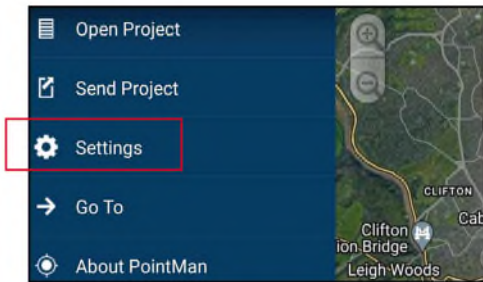 Open Project
Send Project
Settings
Go To
About PointMan
CLIFTON
Cab
Clifton
ion Bridge
Leigh Woods